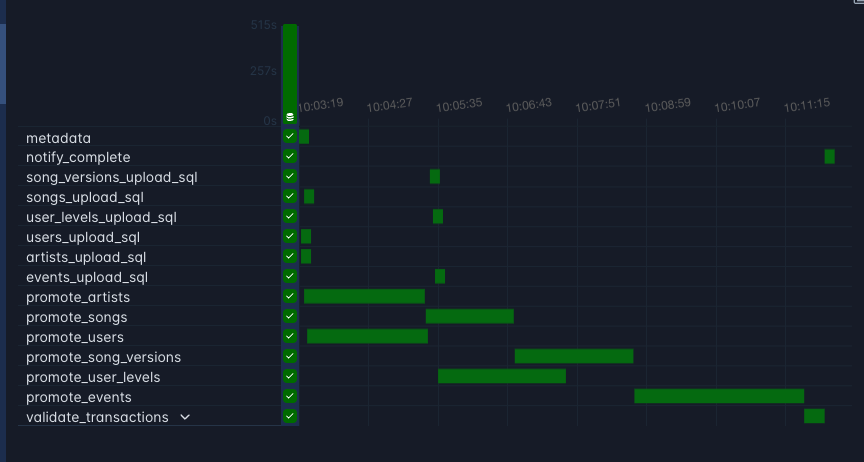 515s
257s
0s
10:03:19 10:04:27 10:05:35 10:06:43 10:07:51 10:08:59 10:10:07 10:11:15
metadata
notify_complete
song_versions_upload_sql
songs_upload_sql
user_levels_upload_sql
users_upload_sql
artists_upload_sql
events_upload_sql
promote_artists
promote_songs
promote_users
promote_song_versions
promote_user_levels
promote_events
validate_transactions